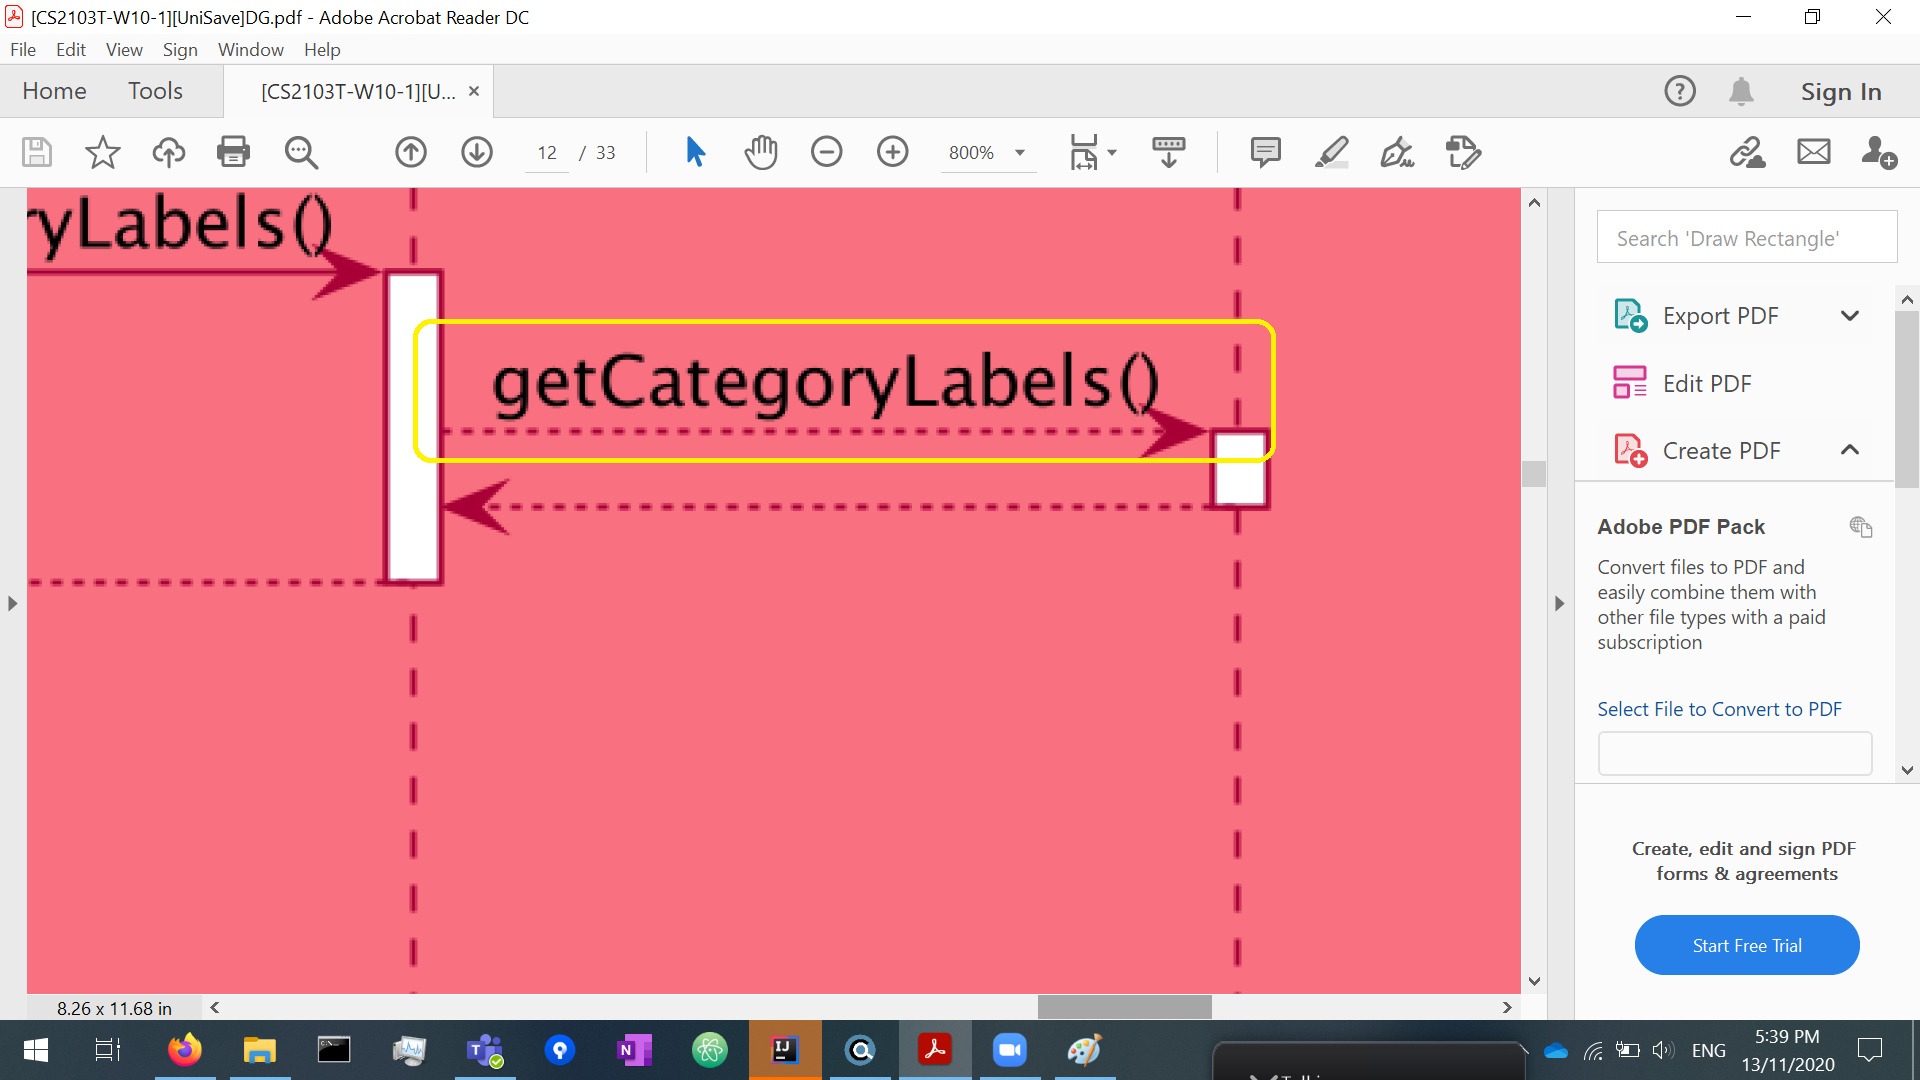 [CS2103T-W10-1][UniSave]DG.pdf - Adobe Acrobat Reader DC
File Edit View Sign Window Help
Home Tools [CS2103T-W10-1][U... × Sign In
12 / 33 800%
ryLabels()
getCategoryLabels()
Search 'Draw Rectangle'
Export PDF
Edit PDF
Create PDF
Adobe PDF Pack
Convert files to PDF and
easily combine them with
other file types with a paid
subscription
Select File to Convert to PDF
Create, edit and sign PDF
forms & agreements
Start Free Trial
8.26 x 11.68 in
ENG
5:39 PM
13/11/2020